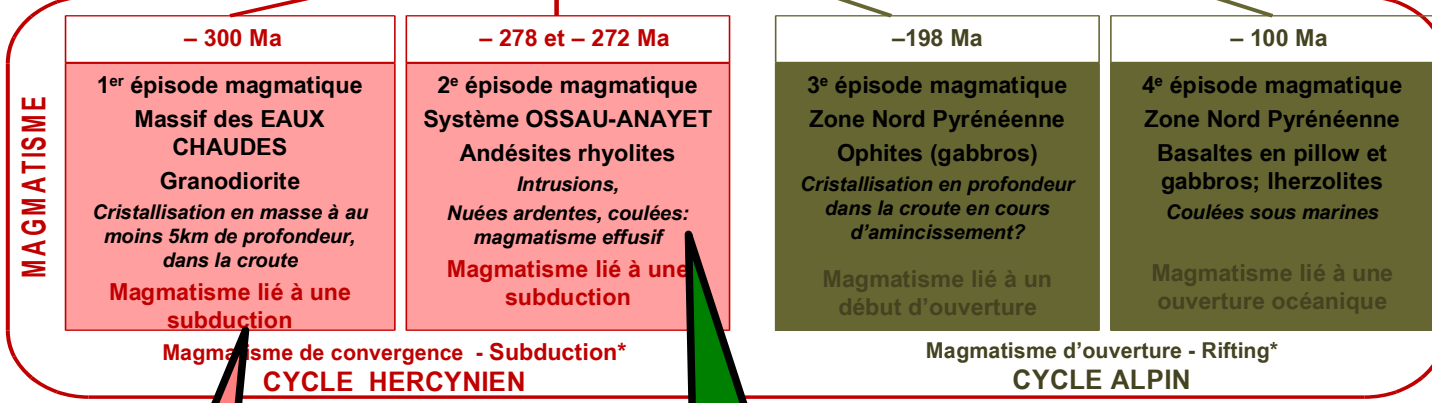 MAGMATISME
– 300 Ma
1er épisode magmatique
Massif des EAUX
CHAUDES
Granodiorite
Cristallisation en masse à au
moins 5km de profondeur,
dans la croute
Magmatisme lié à une
subduction
– 278 et – 272 Ma
2e épisode magmatique
Système OSSAU-ANAYET
Andésites rhyolites
Intrusions,
Nuées ardentes, coulées:
magmatisme effusif
Magmatisme lié à une
subduction
Magmatisme de convergence - Subduction*
CYCLE HERCYNIEN
–198 Ma
3e épisode magmatique
Zone Nord Pyrénéenne
Ophites (gabbros)
Cristallisation en profondeur
dans la croute en cours
d’amincissement?
Magmatisme lié à un
début d’ouverture
– 100 Ma
4e épisode magmatique
Zone Nord Pyrénéenne
Basaltes en pillow et
gabbros; lherzolites
Coulées sous marines
Magmatisme lié à une
ouverture océanique
Magmatisme d’ouverture - Rifting*
CYCLE ALPIN